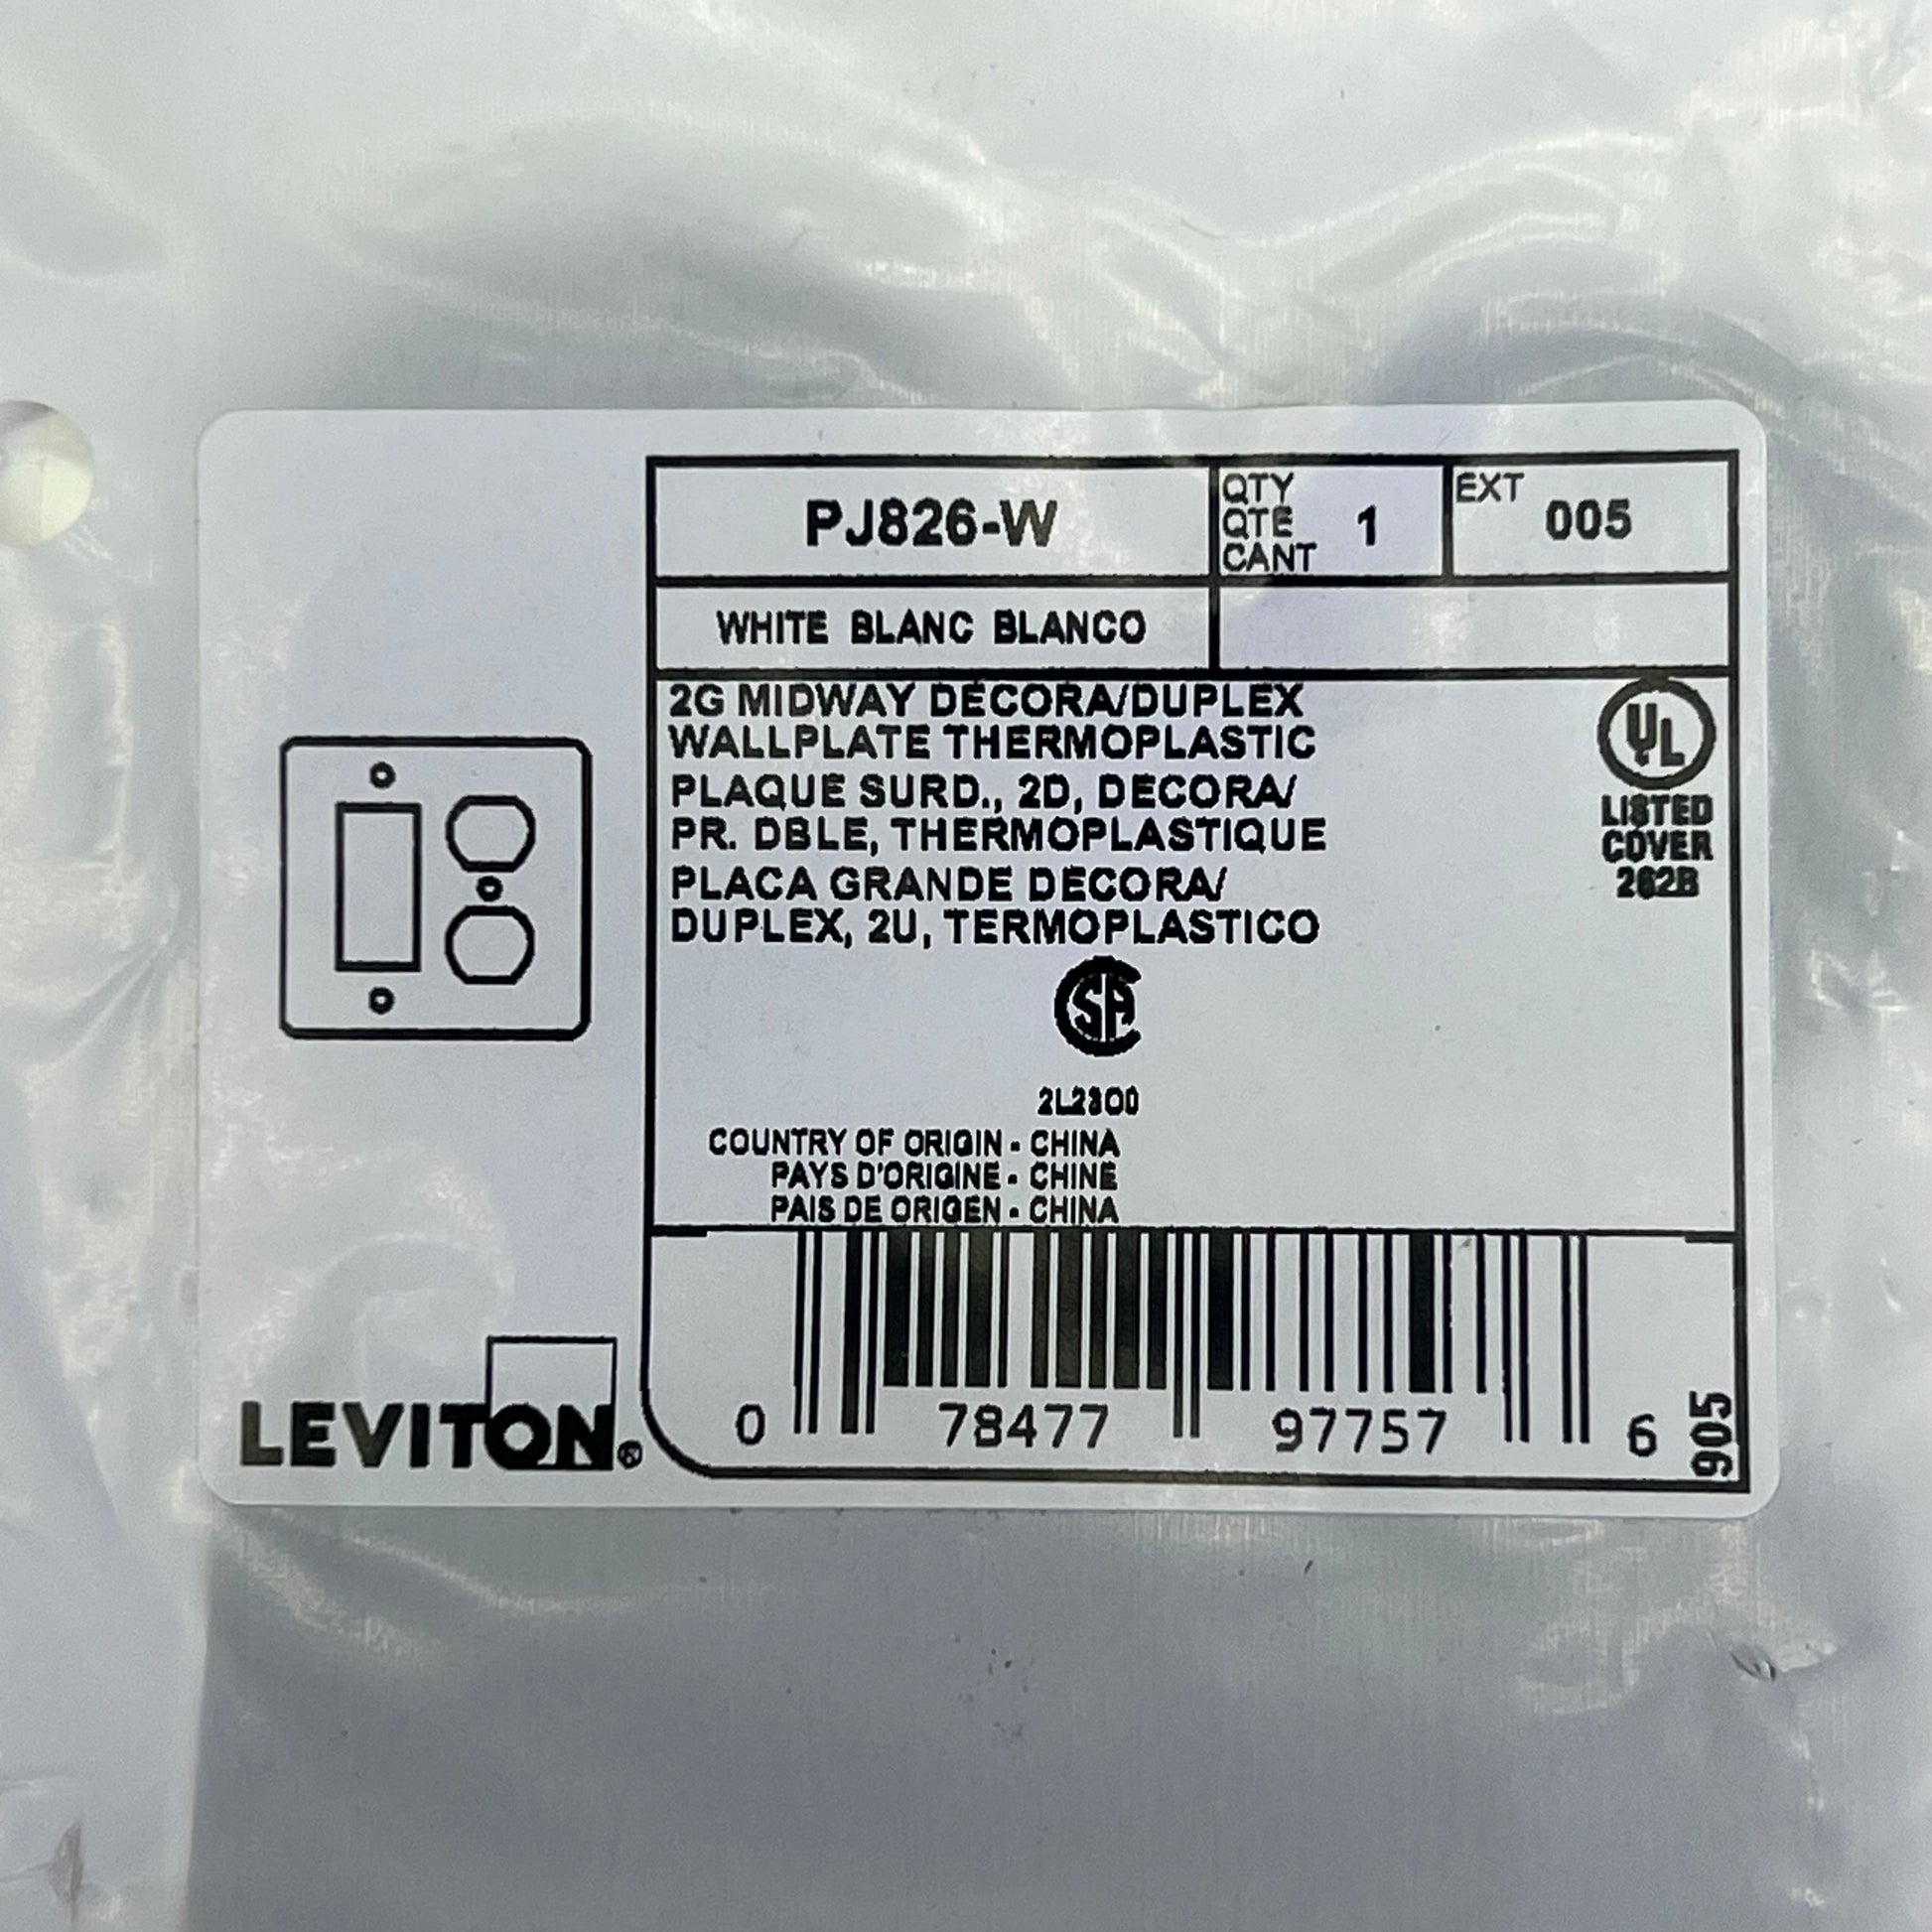 PJ826-W
QTY
QTE
CANT
1
EXT
005
WHITE BLANC BLANCO
2G MIDWAY DECORA/DUPLEX
WALLPLATE THERMOPLASTIC
PLAQUE SURD., 2D, DECORA/
PR. DBLE, THERMOPLASTIQUE
PLACA GRANDE DECORA/
DUPLEX, 2U, TERMOPLASTICO
UL
LISTED
COVER
262B
CSA
2L2300
COUNTRY OF ORIGIN - CHINA
PAYS D'ORIGINE - CHINE
PAIS DE ORIGEN - CHINA
LEVITON®
0 78477 97757 6
905